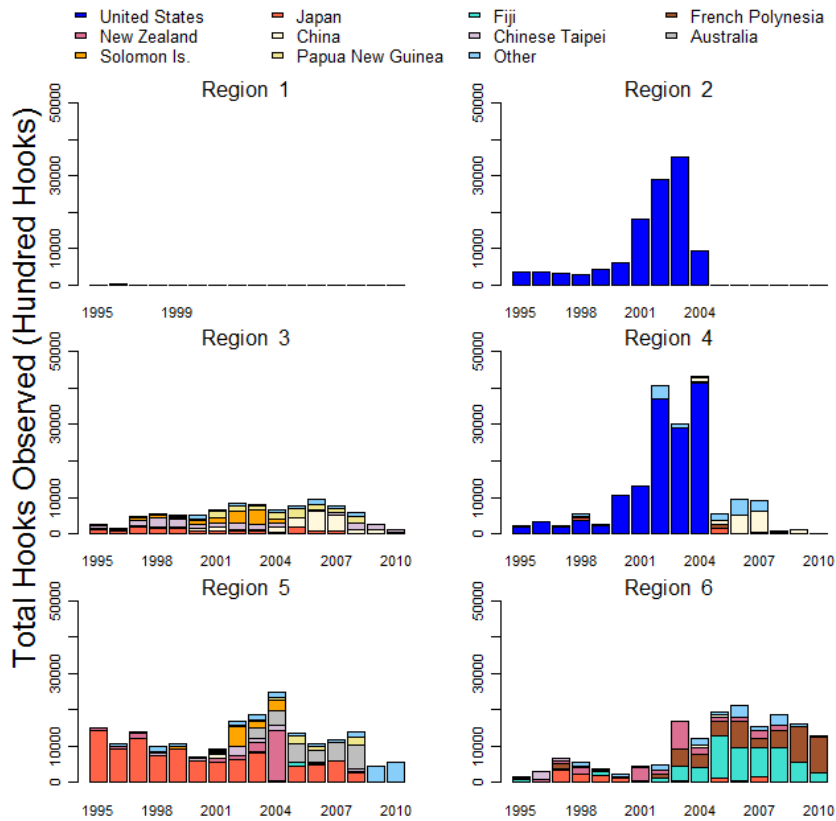 United States Japan Fiji French Polynesia
New Zealand China Chinese Taipei Australia
Solomon Is. Papua New Guinea Other
Total Hooks Observed (Hundred Hooks)
Region 1 Region 2
50000 50000
30000 30000
10000 10000
0 0
1995 1999 1995 1998 2001 2004
Region 3 Region 4
50000 50000
30000 30000
10000 10000
0 0
1995 1998 2001 2004 2007 2010 1995 1998 2001 2004 2007 2010
Region 5 Region 6
50000 50000
30000 30000
10000 10000
0 0
1995 1998 2001 2004 2007 2010 1995 1998 2001 2004 2007 2010